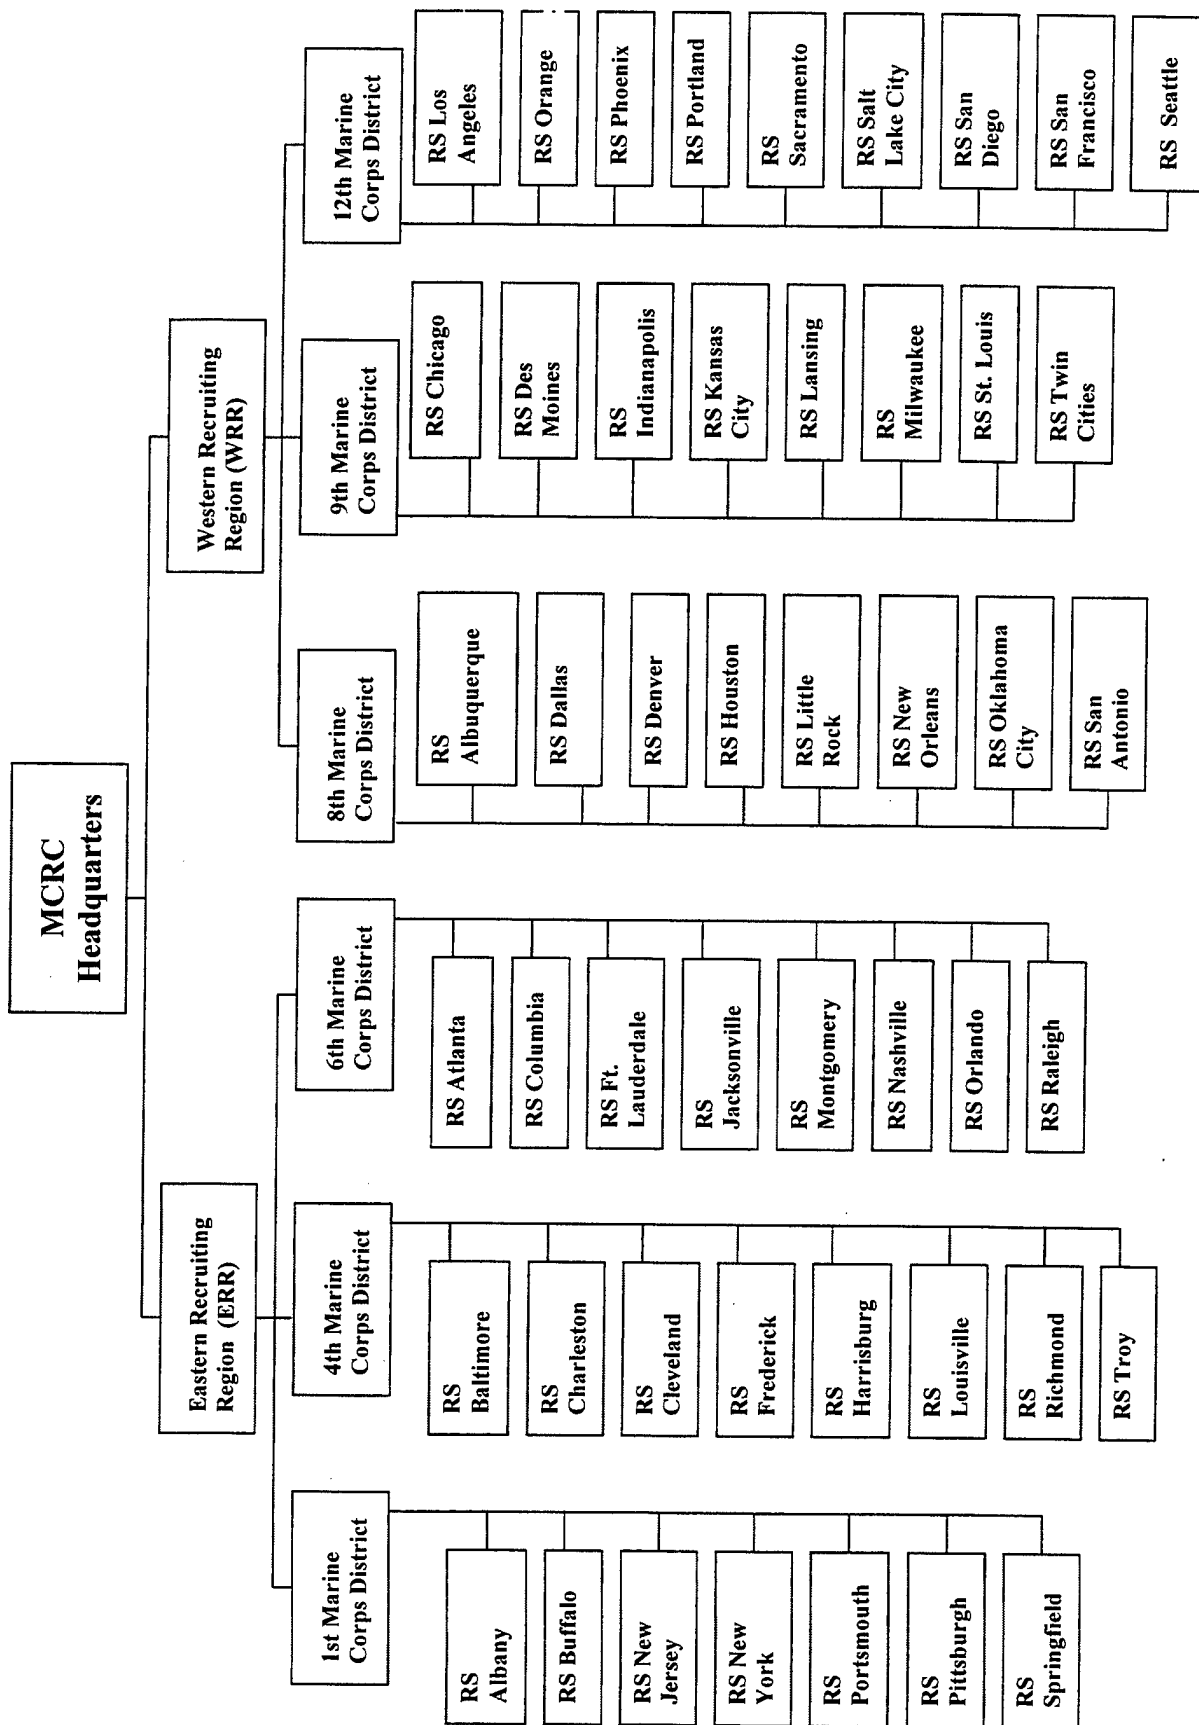 MCRC
Headquarters
Eastern Recruiting
Region (ERR)
Western Recruiting
Region (WRR)
1st Marine
Corps District
4th Marine
Corps District
6th Marine
Corps District
8th Marine
Corps District
9th Marine
Corps District
12th Marine
Corps District
RS
Albany
RS Buffalo
RS New
Jersey
RS New
York
RS
Portsmouth
RS
Pittsburgh
RS
Springfield
RS
Baltimore
RS
Charleston
RS
Cleveland
RS
Frederick
RS
Harrisburg
RS
Louisville
RS
Richmond
RS Troy
RS Atlanta
RS Columbia
RS Ft.
Lauderdale
RS
Jacksonville
RS
Montgomery
RS Nashville
RS Orlando
RS Raleigh
RS
Albuquerque
RS Dallas
RS Denver
RS Houston
RS Little
Rock
RS New
Orleans
RS Oklahoma
City
RS San
Antonio
RS Chicago
RS Des
Moines
RS
Indianapolis
RS Kansas
City
RS Lansing
RS
Milwaukee
RS St. Louis
RS Twin
Cities
RS Los
Angeles
RS Orange
RS Phoenix
RS Portland
RS
Sacramento
RS Salt
Lake City
RS San
Diego
RS San
Francisco
RS Seattle